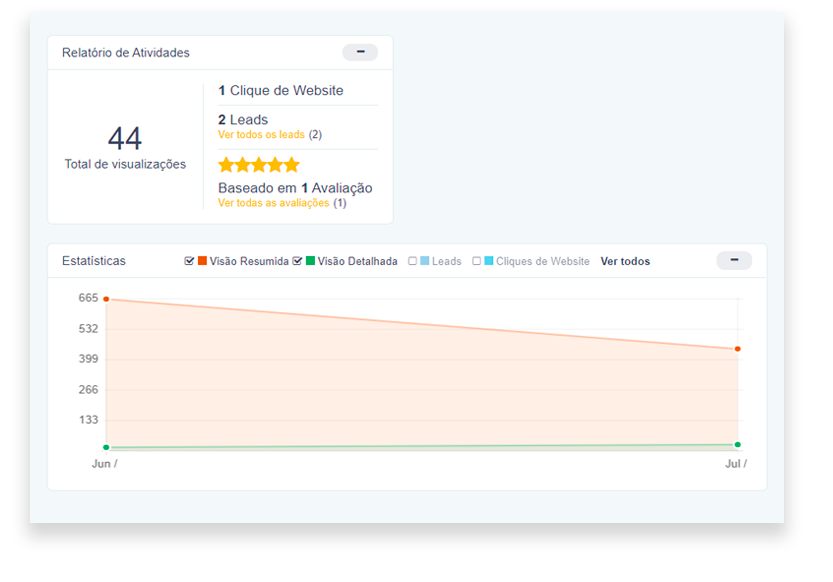 Relatório de Atividades
44
Total de visualizações
1 Clique de Website
2 Leads
Ver todos os leads (2)
Baseado em 1 Avaliação
Ver todas as avaliações (1)
Estatísticas
Visão Resumida Visão Detalhada Leads Cliques de Website Ver todos
665
532
399
266
133
Jun / Jul /